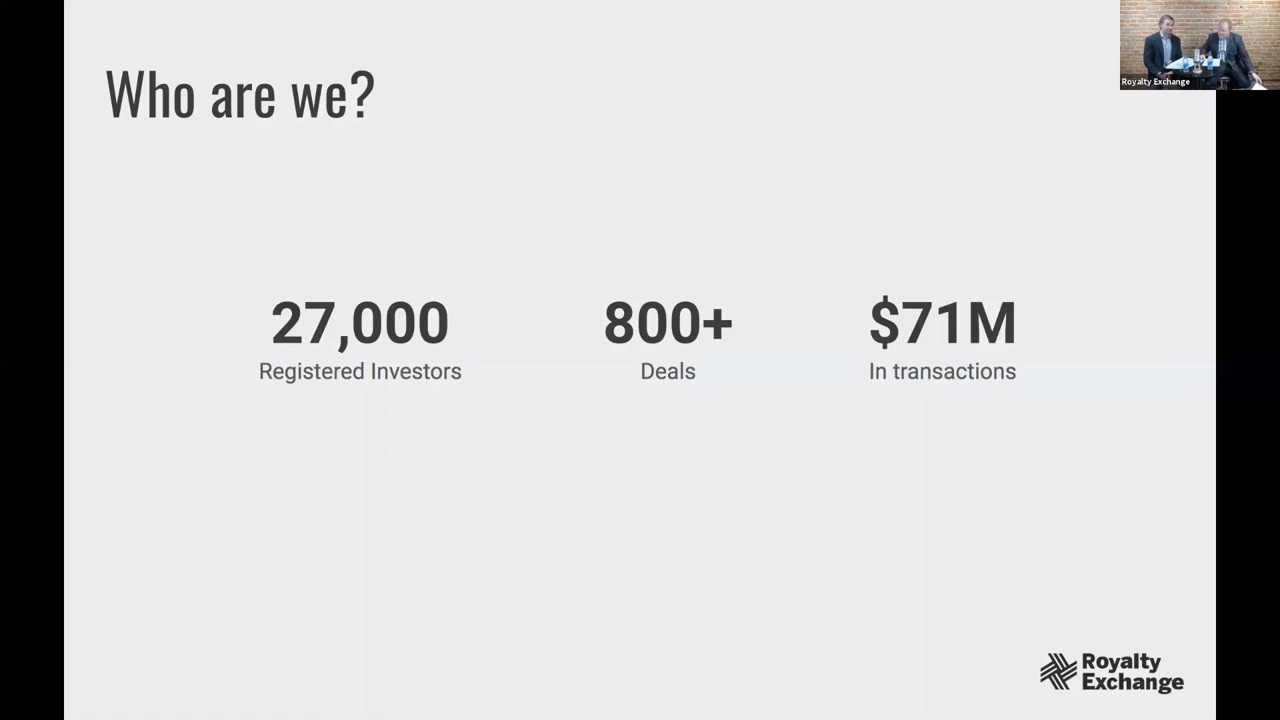 Who are we?
Royalty Exchange
27,000
Registered Investors
800+
Deals
$71M
In transactions
Royalty
Exchange